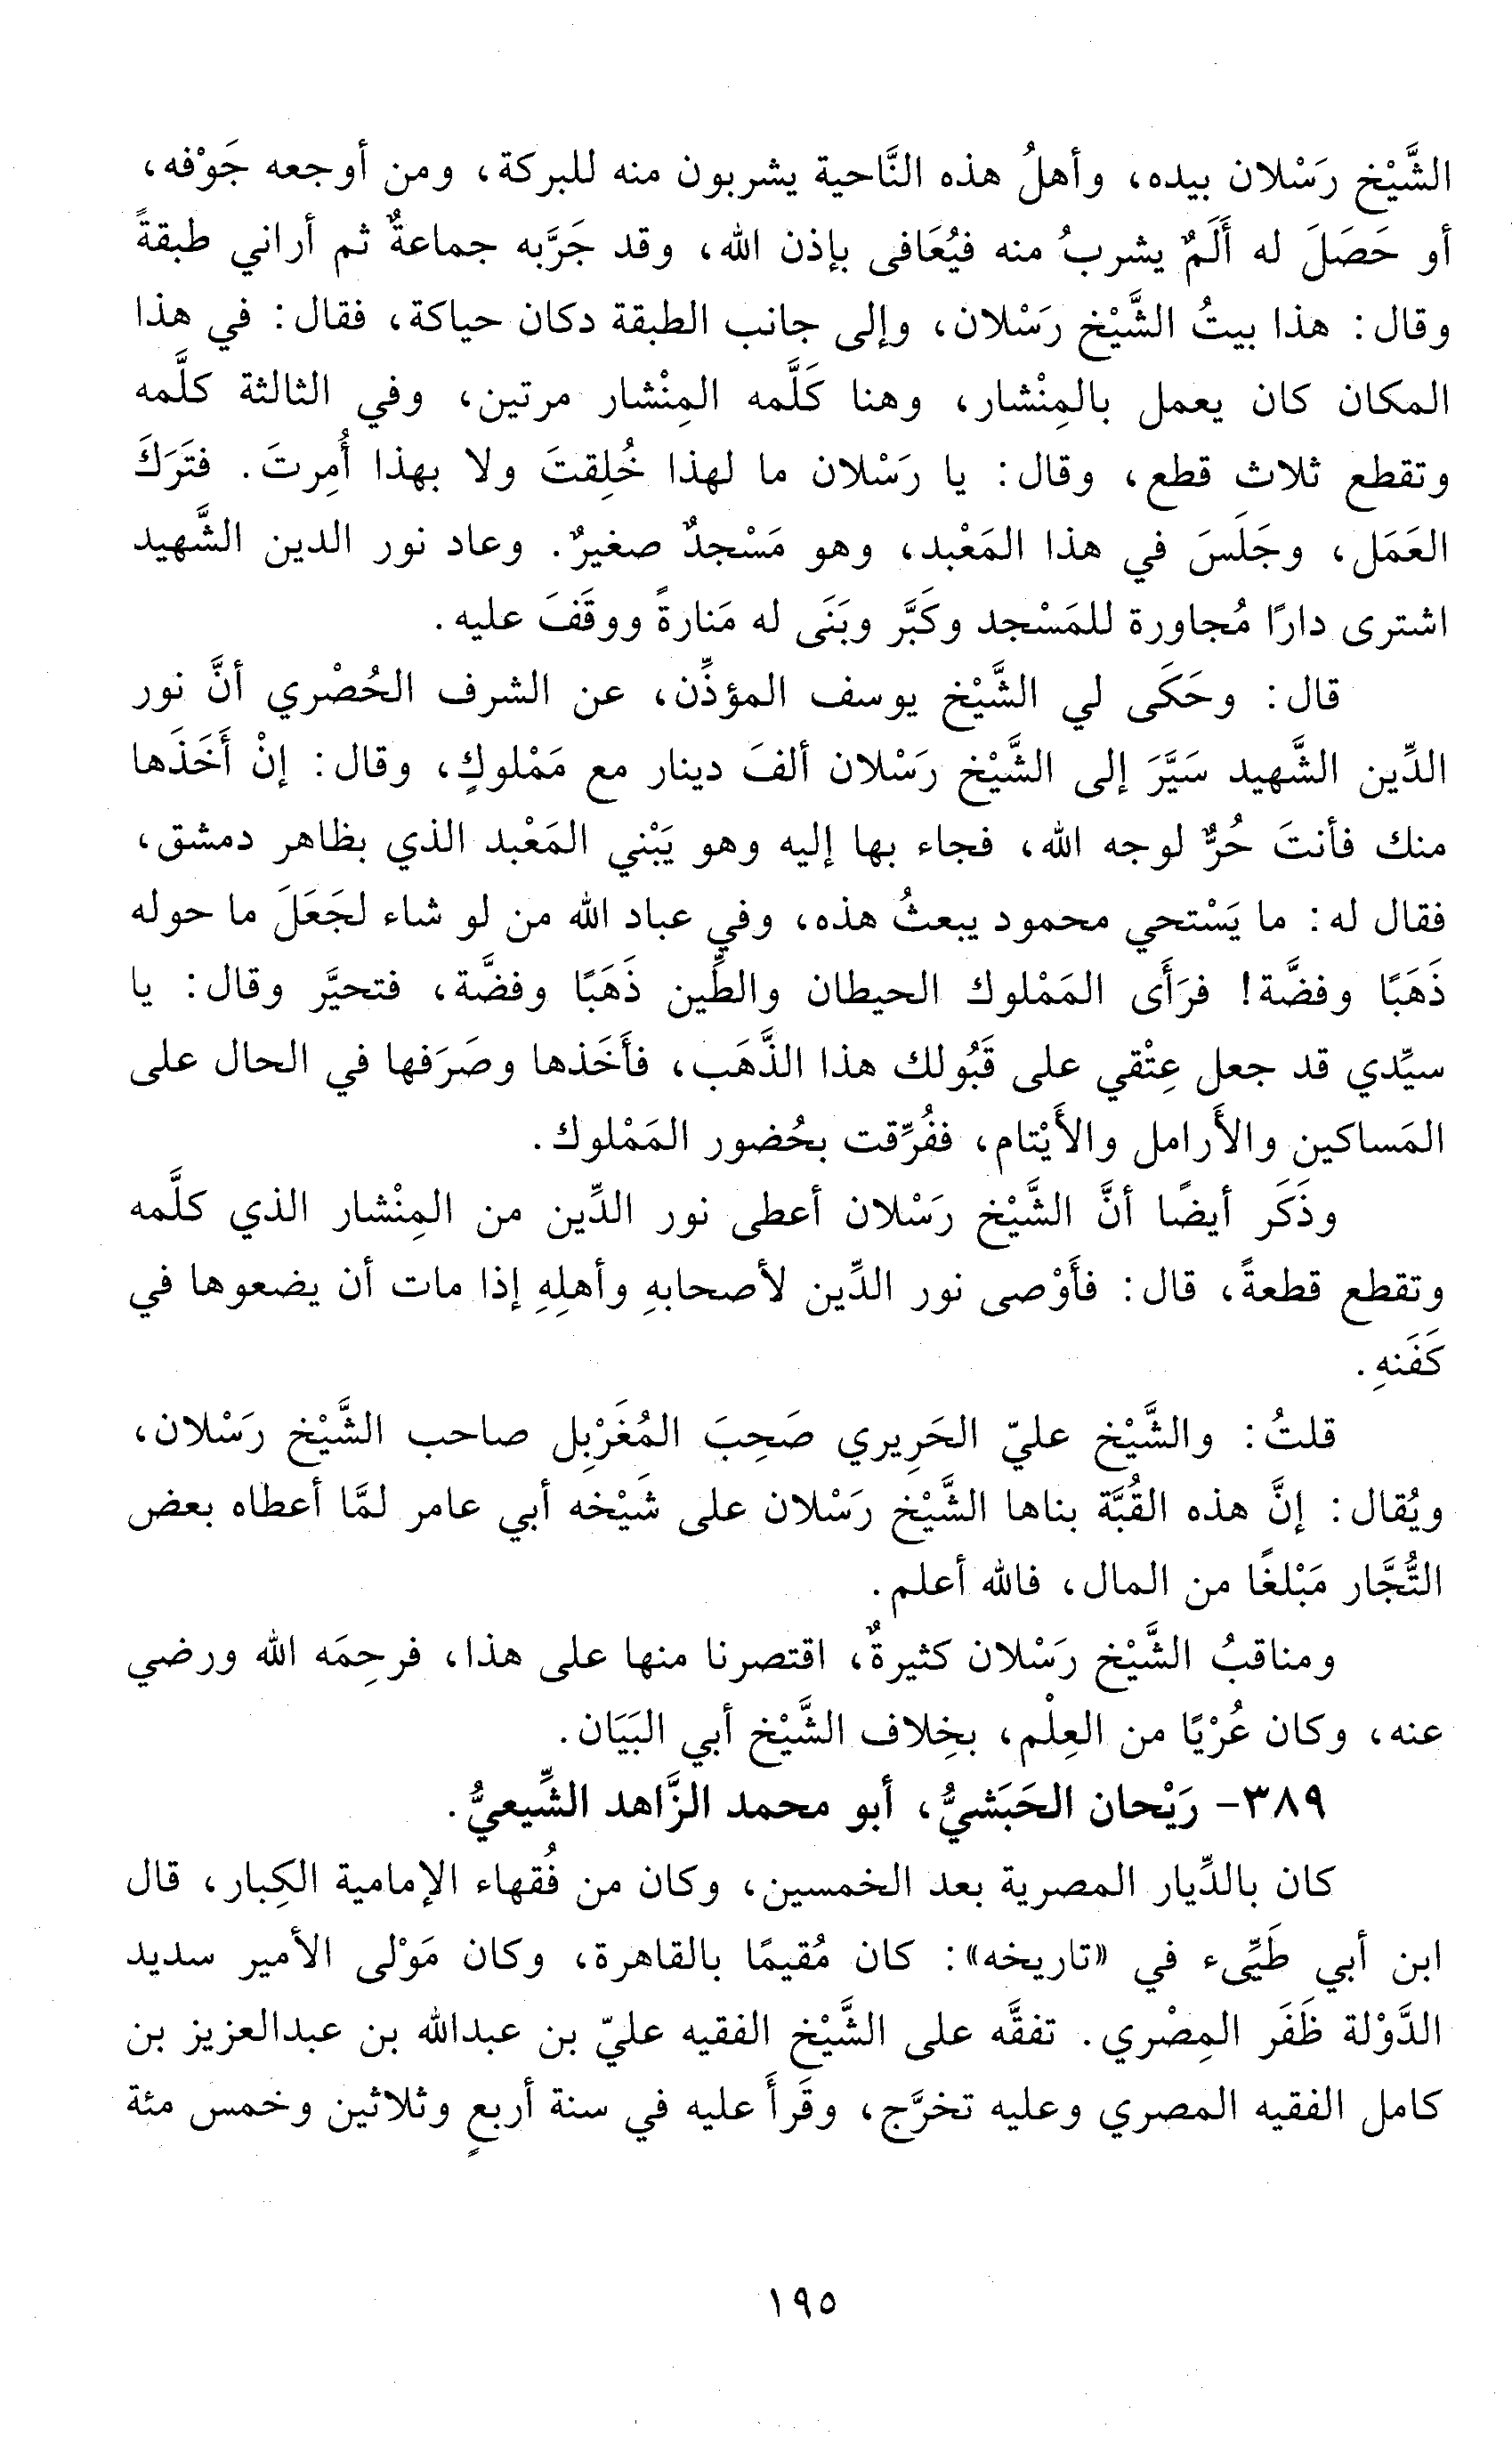 الشَّيْخ رَسْلان بيده، وأهلُ هذه النَّاحية يشربون منه للبركة، ومن أوجعه جَوْفه،
أو حَصَلَ له أَلَمٌ يشربُ منه فيُعَافى بإذن الله، وقد جَرَّبه جماعةٌ ثم أراني طبقةً
وقال: هذا بيتُ الشَّيْخ رَسْلان، وإلى جانب الطبقة دكان حياكة، فقال: في هذا
المكان كان يعمل بالمِنْشار، وهنا كَلَّمه المِنْشار مرتين، وفي الثالثة كلَّمه
وتقطع ثلاث قطع، وقال: يا رَسْلان ما لهذا خُلِقتَ ولا بهذا أُمِرتَ. فتَرَكَ
العَمَل، وجَلَسَ في هذا المَعْبد، وهو مَسْجدٌ صغيرٌ. وعاد نور الدين الشَّهيد
اشترى دارًا مُجاورة للمَسْجد وكَبَّر وبَنَى له مَنارةً ووقَفَ عليه.
قال: وحَكَى لي الشَّيْخ يوسف المؤذِّن، عن الشرف الحُصْري أنَّ نور
الدِّين الشَّهيد سَيَّرَ إلى الشَّيْخ رَسْلان ألفَ دينار مع مَمْلوكٍ، وقال: إنْ أَخَذَها
منك فأنتَ حُرٌّ لوجه الله، فجاء بها إليه وهو يَبْني المَعْبد الذي بظاهر دمشق،
فقال له: ما يَسْتحي محمود يبعثُ هذه، وفي عباد الله من لو شاء لجَعَلَ ما حوله
ذَهَبًا وفضَّة! فرَأَى المَمْلوك الحيطان والطِّين ذَهَبًا وفضَّة، فتحيَّر وقال: يا
سيِّدي قد جعل عِتْقي على قَبُولك هذا الذَّهَب، فأَخَذها وصَرَفها في الحال على
المَساكين والأَرامل والأَيْتام، ففُرِّقت بحُضور المَمْلوك.
وذَكَر أيضًا أنَّ الشَّيْخ رَسْلان أعطى نور الدِّين من المِنْشار الذي كلَّمه
وتقطع قطعةً، قال: فأَوْصى نور الدِّين لأصحابهِ وأهلِهِ إذا مات أن يضعوها في
كَفَنهِ.
قلتُ: والشَّيْخ عليّ الحَرِيري صَحِبَ المُغَرْبِل صاحب الشَّيْخ رَسْلان،
ويُقال: إنَّ هذه القُبَّة بناها الشَّيْخ رَسْلان على شَيْخه أبي عامر لمَّا أعطاه بعض
التُّجَّار مَبْلغًا من المال، فالله أعلم.
ومناقبُ الشَّيْخ رَسْلان كثيرةٌ، اقتصرنا منها على هذا، فرحِمَه الله ورضي
عنه، وكان عُرْيًا من العِلْم، بخِلاف الشَّيْخ أبي البَيَان.
٣٨٩- رَيْحان الحَبَشيُّ، أبو محمد الزَّاهد الشِّيعيُّ.
كان بالدِّيار المصرية بعد الخمسين، وكان من فُقهاء الإمامية الكِبار، قال
ابن أبي طَيِّىء في «تاريخه»: كان مُقيمًا بالقاهرة، وكان مَوْلى الأمير سديد
الدَّوْلة ظَفَر المِصْري. تفقَّه على الشَّيْخ الفقيه عليّ بن عبدالله بن عبدالعزيز بن
كامل الفقيه المصري وعليه تخرَّج، وقَرأَ عليه في سنة أربعٍ وثلاثين وخمس مئة
١٩٥